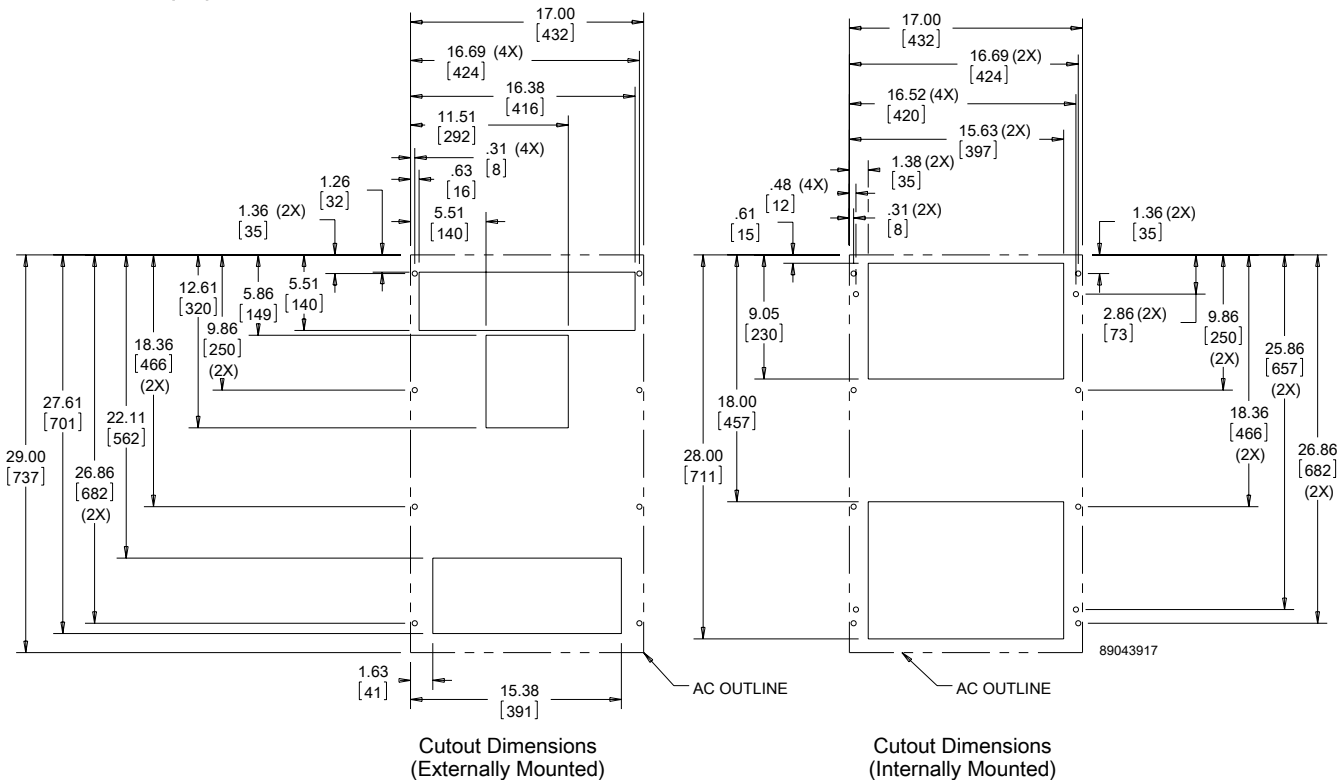 17.00
[432]
16.69 (4X)
[424]
16.38
[416]
11.51
[292]
.31 (4X)
[8]
.63
[16]
5.51
[140]
1.26
[32]
1.36 (2X)
[35]
12.61
[320]
5.86
[149]
5.51
[140]
9.86
[250]
(2X)
18.36
[466]
(2X)
27.61
[701]
22.11
[562]
29.00
[737]
26.86
[682]
(2X)
1.63
[41]
15.38
[391]
AC OUTLINE
Cutout Dimensions
(Externally Mounted)
17.00
[432]
16.69 (2X)
[424]
16.52 (4X)
[420]
15.63 (2X)
[397]
1.38 (2X)
[35]
.48 (4X)
[12]
.61
[15]
.31 (2X)
[8]
1.36 (2X)
[35]
9.05
[230]
2.86 (2X)
[73]
9.86
[250]
(2X)
25.86
[657]
(2X)
18.00
[457]
18.36
[466]
(2X)
28.00
[711]
26.86
[682]
(2X)
89043917
AC OUTLINE
Cutout Dimensions
(Internally Mounted)